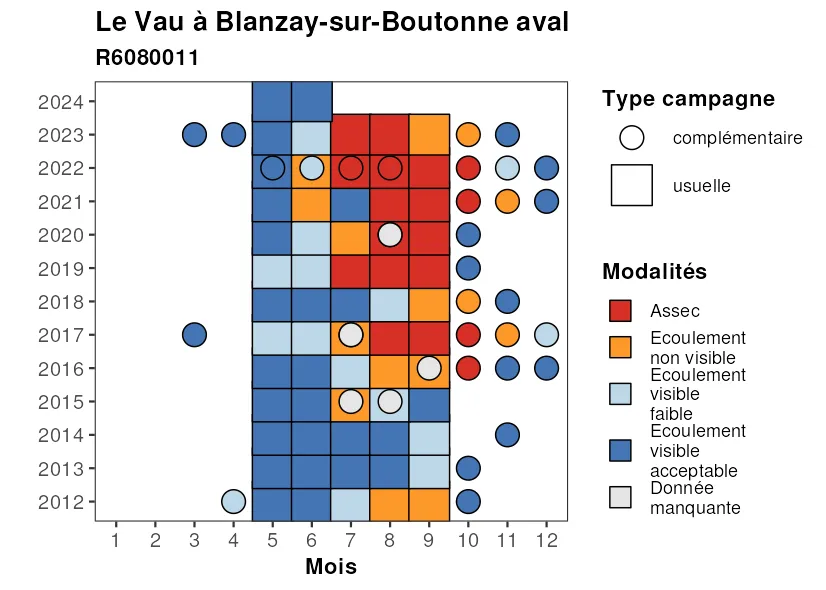 Le Vau à Blanzay-sur-Boutonne aval
R6080011
2024
2023
2022
2021
2020
2019
2018
2017
2016
2015
2014
2013
2012
1 2 3 4 5 6 7 8 9 10 11 12
Mois
Type campagne
complémentaire
usuelle
Modalités
Assec
Ecoulement
non visible
Ecoulement
visible
faible
Ecoulement
visible
acceptable
Donnée
manquante